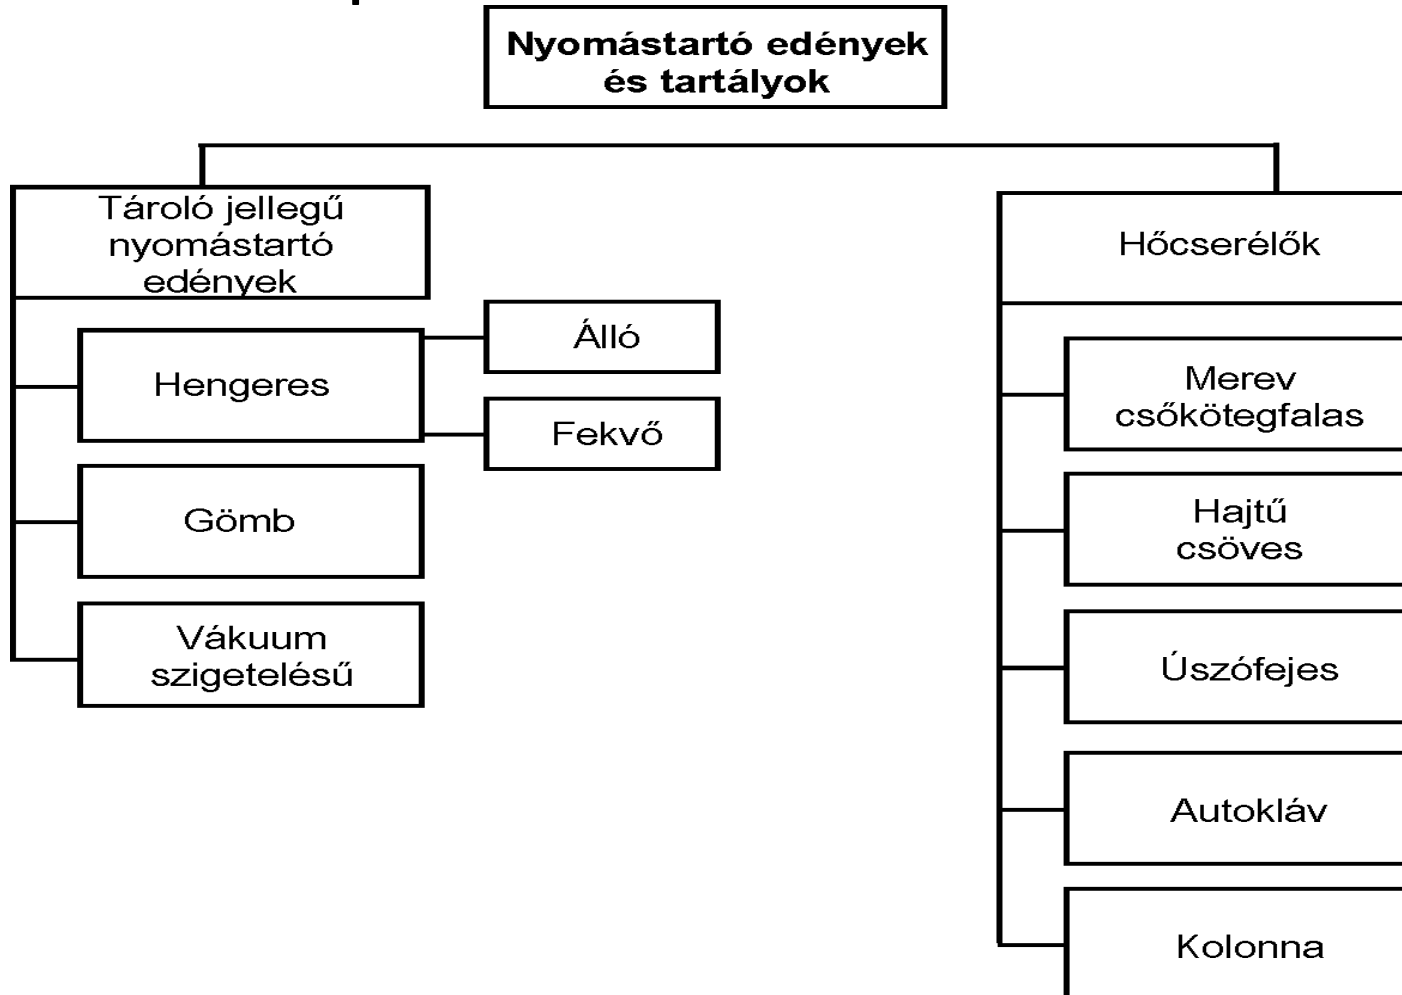 Nyomástartó edények
és tartályok
Tároló jellegű
nyomástartó
edények
Hengeres
Álló
Fekvő
Gömb
Vákuum
szigetelésű
Hőcserélők
Merev
csőkötegfalas
Hajtű
csöves
Úszófejes
Autokláv
Kolonna